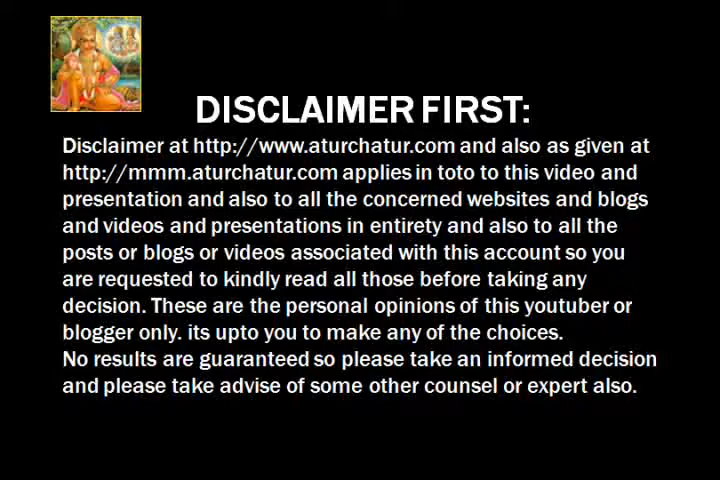 DISCLAIMER FIRST:
Disclaimer at http://www.aturchatur.com and also as given at
http://mmm.aturchatur.com applies in toto to this video and
presentation and also to all the concerned websites and blogs
and videos and presentations in entirety and also to all the
posts or blogs or videos associated with this account so you
are requested to kindly read all those before taking any
decision. These are the personal opinions of this youtuber or
blogger only. its upto you to make any of the choices.
No results are guaranteed so please take an informed decision
and please take advise of some other counsel or expert also.